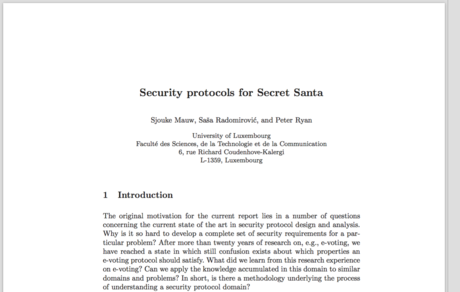 Security protocols for Secret Santa
Sjouke Mauw, Saša Radomirović, and Peter Ryan
University of Luxembourg
Faculté des Sciences, de la Technologie et de la Communication
6, rue Richard Coudenhove-Kalergi
L-1359, Luxembourg
1 Introduction
The original motivation for the current report lies in a number of questions
concerning the current state of the art in security protocol design and analysis.
Why is it so hard to develop a complete set of security requirements for a par-
ticular problem? After more than twenty years of research on, e.g., e-voting, we
have reached a state in which still confusion exists about which properties an
e-voting protocol should satisfy. What did we learn from this research experience
on e-voting? Can we apply the knowledge accumulated in this domain to similar
domains and problems? In short, is there a methodology underlying the process
of understanding a security protocol domain?